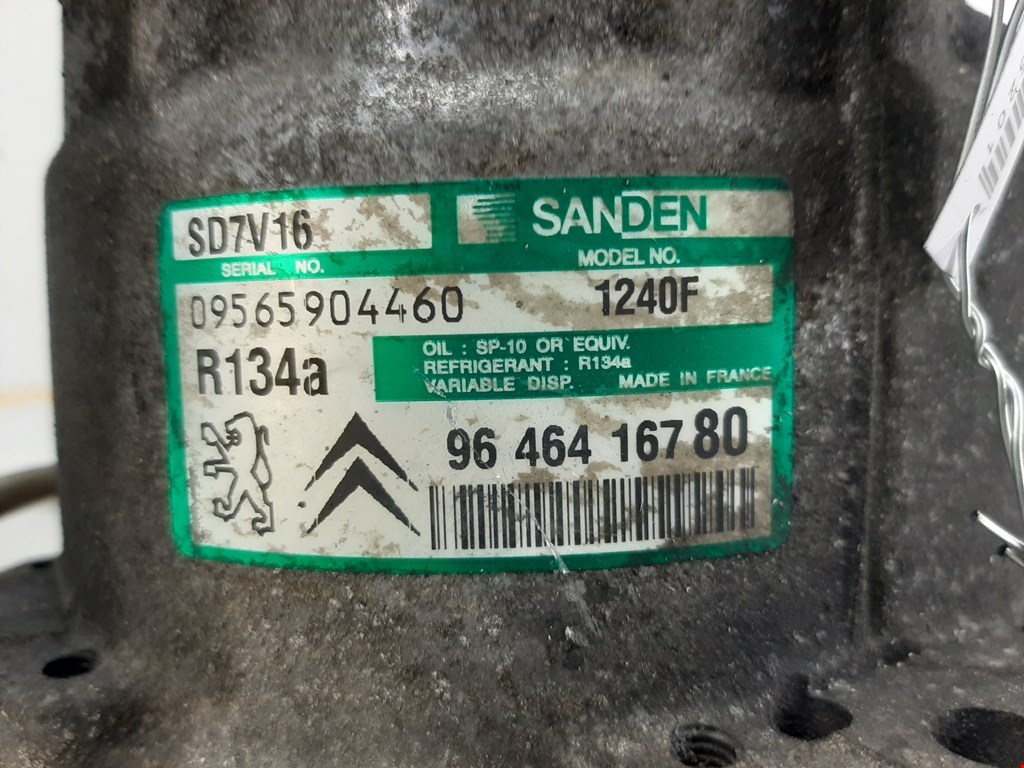 SD7V16
SANDEN
SERIAL NO.
MODEL NO.
09565904460
1240F
R134a
OIL : SP-10 OR EQUIV.
REFRIGERANT : R134a
VARIABLE DISP. MADE IN FRANCE
96 464 167 80